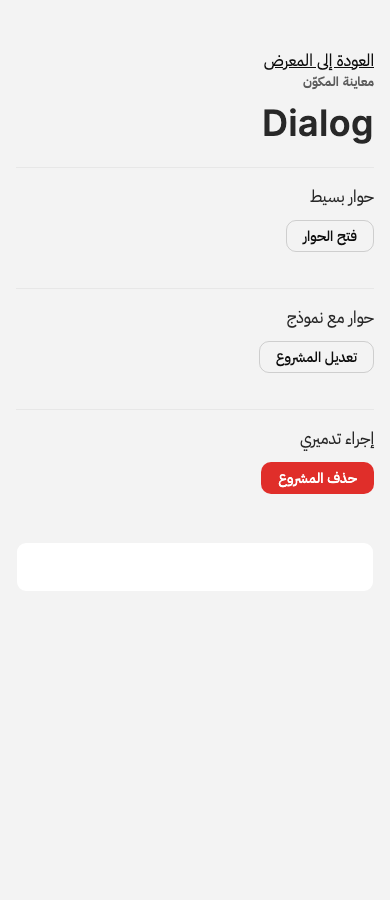 العودة إلى المعرض
معاينة المكوّن
Dialog
حوار بسيط
فتح الحوار
حوار مع نموذج
تعديل المشروع
إجراء تدميري
حذف المشروع